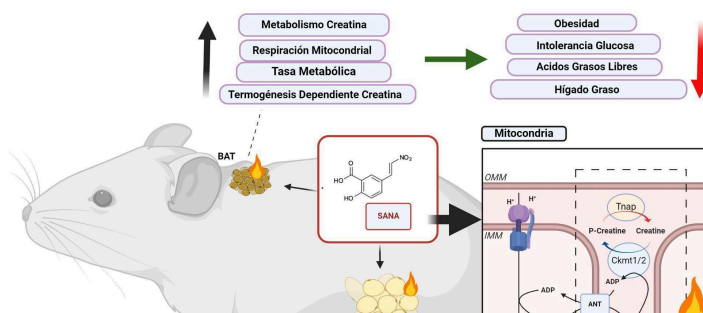 Metabolismo Creatina
Respiración Mitocondrial
Tasa Metabólica
Termogénesis Dependiente Creatina
Obesidad
Intolerancia Glucosa
Acidos Grasos Libres
Hígado Graso
BAT
O
HO
HO
NO₂
SANA
Mitocondria
OMM
H⁺
H⁺
IMM
Tnap
P-Creatine
Creatine
Ckmt1/2
ADP
ADP
ANT